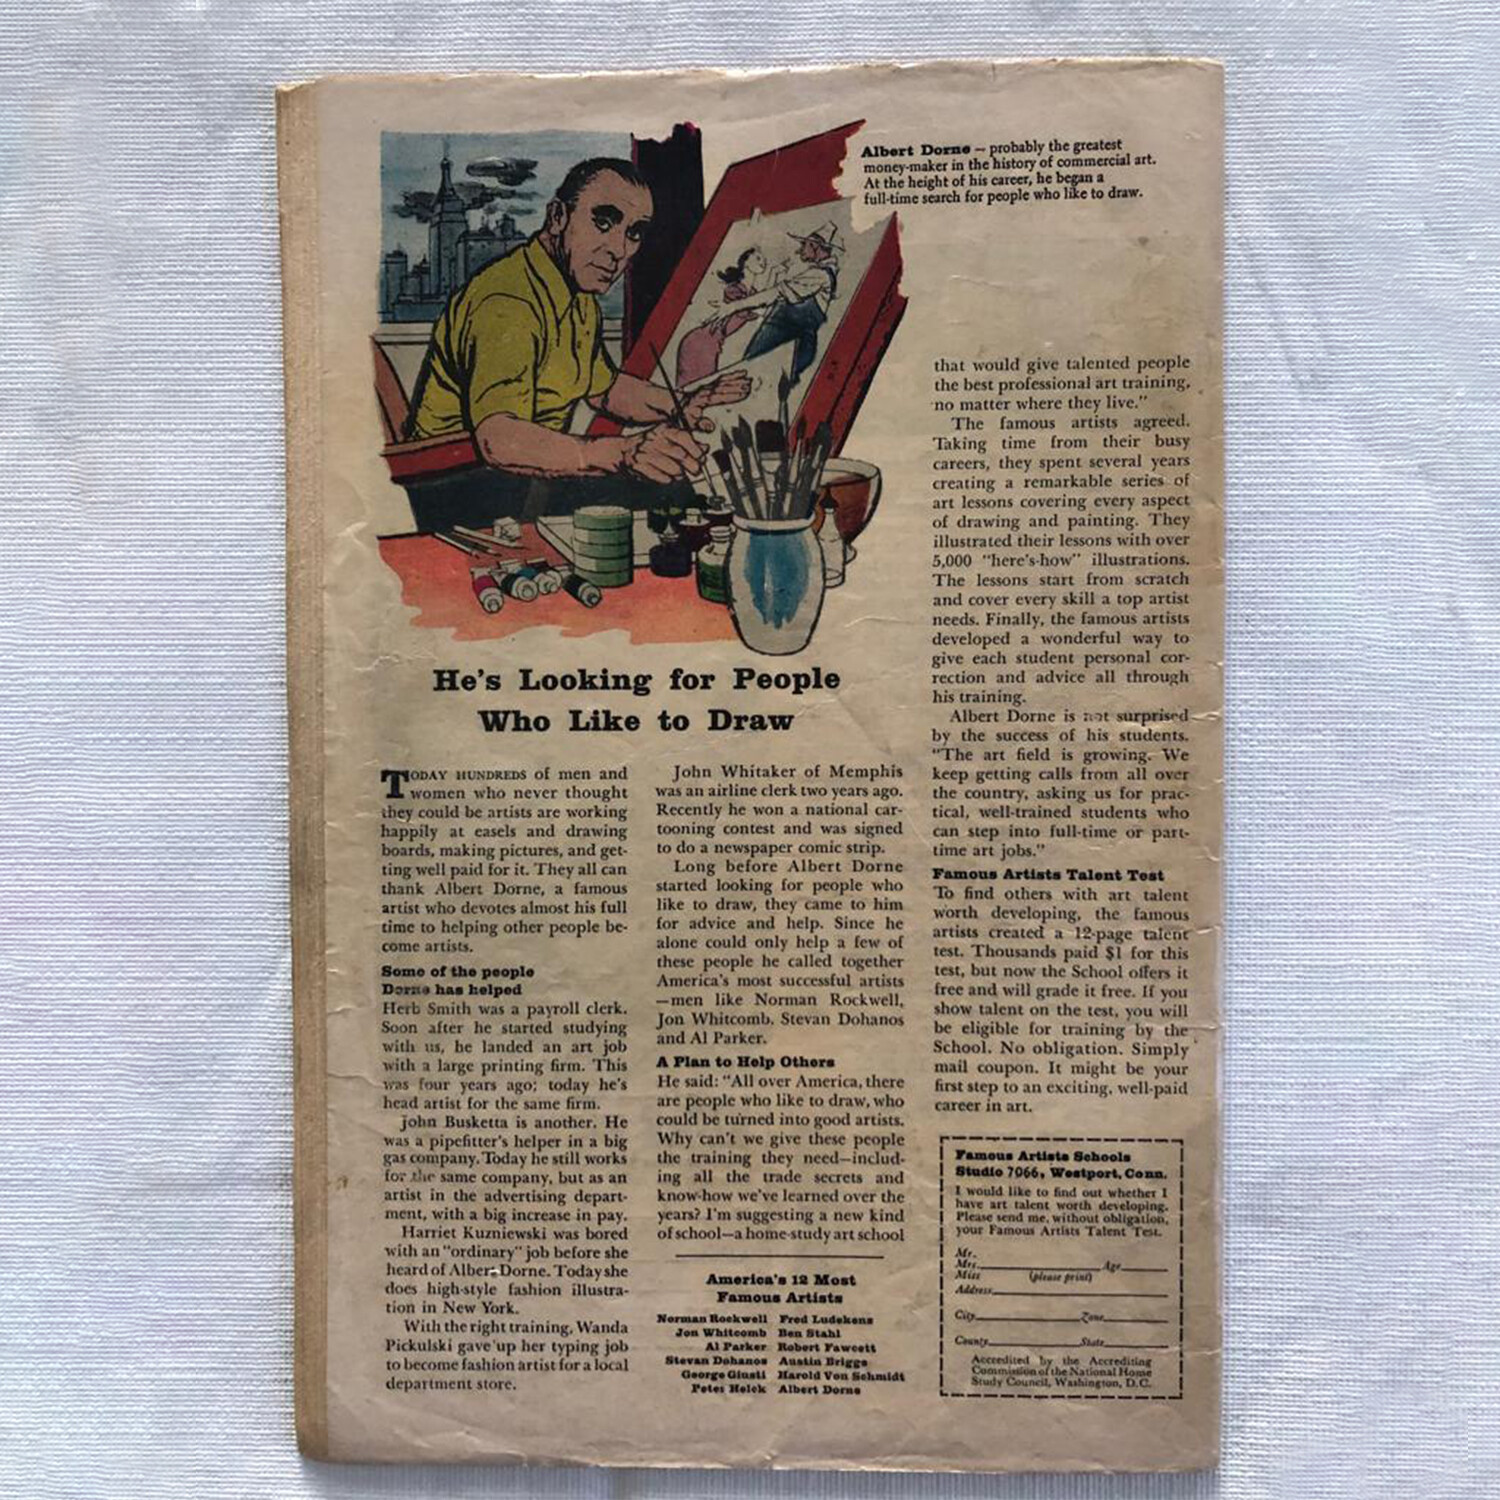 Albert Dorne — probably the greatest
money-maker in the history of commercial art.
At the height of his career, he began a
full-time search for people who like to draw.
He's Looking for People
Who Like to Draw
TODAY HUNDREDS of men and
women who never thought
they could be artists are working
happily at easels and drawing
boards, making pictures, and get-
ting well paid for it. They all can
thank Albert Dorne, a famous
artist who devotes almost his full
time to helping other people be-
come artists.
Some of the people
Dorne has helped
Herb Smith was a payroll clerk.
Soon after he started studying
with us, he landed an art job
with a large printing firm. This
was four years ago; today he's
head artist for the same firm.
John Busketta is another. He
was a pipefitter's helper in a big
gas company. Today he still works
for the same company, but as an
artist in the advertising depart-
ment, with a big increase in pay.
Harriet Kuzniewski was bored
with an "ordinary" job before she
heard of Albert Dorne. Today she
does high-style fashion illustra-
tion in New York.
With the right training, Wanda
Pickulski gave up her typing job
to become fashion artist for a local
department store.
John Whitaker of Memphis
was an airline clerk two years ago.
Recently he won a national car-
tooning contest and was signed
to do a newspaper comic strip.
Long before Albert Dorne
started looking for people who
like to draw, they came to him
for advice and help. Since he
alone could only help a few of
these people he called together
America's most successful artists
—men like Norman Rockwell,
Jon Whitcomb, Stevan Dohanos
and Al Parker.
A Plan to Help Others
He said: "All over America, there
are people who like to draw, who
could be turned into good artists.
Why can't we give these people
the training they need—includ-
ing all the trade secrets and
know-how we've learned over the
years? I'm suggesting a new kind
of school—a home-study art school
America's 12 Most
Famous Artists
Norman Rockwell Fred Ludekens
Jon Whitcomb Ben Stahl
Al Parker Robert Fawcett
Stevan Dohanos Austin Briggs
George Giusti Harold Von Schmidt
Peter Helck Albert Dorne
that would give talented people
the best professional art training,
no matter where they live."
The famous artists agreed.
Taking time from their busy
careers, they spent several years
creating a remarkable series of
art lessons covering every aspect
of drawing and painting. They
illustrated their lessons with over
5,000 "here's-how" illustrations.
The lessons start from scratch
and cover every skill a top artist
needs. Finally, the famous artists
developed a wonderful way to
give each student personal cor-
rection and advice all through
his training.
Albert Dorne is not surprised
by the success of his students.
"The art field is growing. We
keep getting calls from all over
the country, asking us for prac-
tical, well-trained students who
can step into full-time or part-
time art jobs."
Famous Artists Talent Test
To find others with art talent
worth developing, the famous
artists created a 12-page talent
test. Thousands paid $1 for this
test, but now the School offers it
free and will grade it free. If you
show talent on the test, you will
be eligible for training by the
School. No obligation. Simply
mail coupon. It might be your
first step to an exciting, well-paid
career in art.
Famous Artists Schools
Studio 7066, Westport, Conn.
I would like to find out whether I
have art talent worth developing.
Please send me, without obligation,
your Famous Artists Talent Test.
Mr.
Mrs. Age
Miss (please print)
Address
City Zone
County State
Accredited by the Accrediting
Commission of the National Home
Study Council, Washington, D.C.